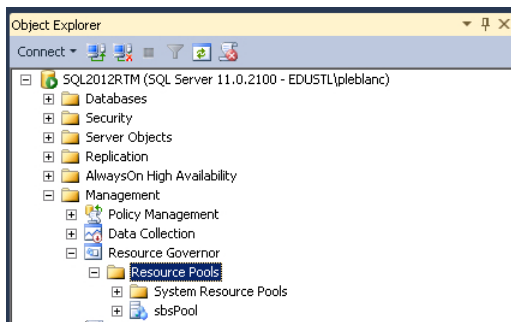 Object Explorer
Connect
SQL2012RTM (SQL Server 11.0.2100 - EDUSTL\pleblanc)
Databases
Security
Server Objects
Replication
AlwaysOn High Availability
Management
Policy Management
Data Collection
Resource Governor
Resource Pools
System Resource Pools
sbsPool